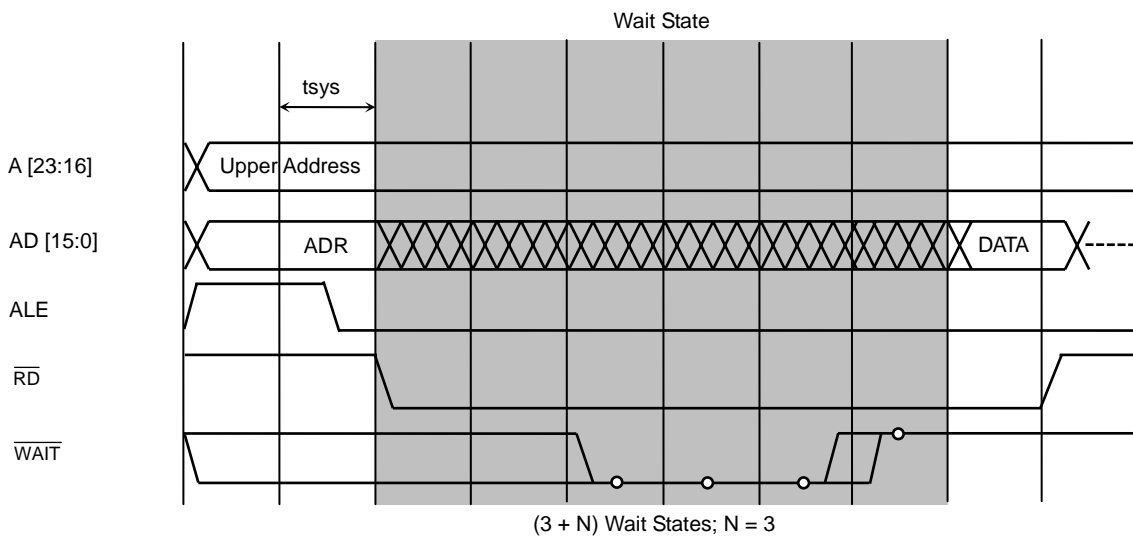 Wait State
tsys
A [23:16]
Upper Address
AD [15:0]
ADR
DATA
ALE
RD
WAIT
(3 + N) Wait States; N = 3